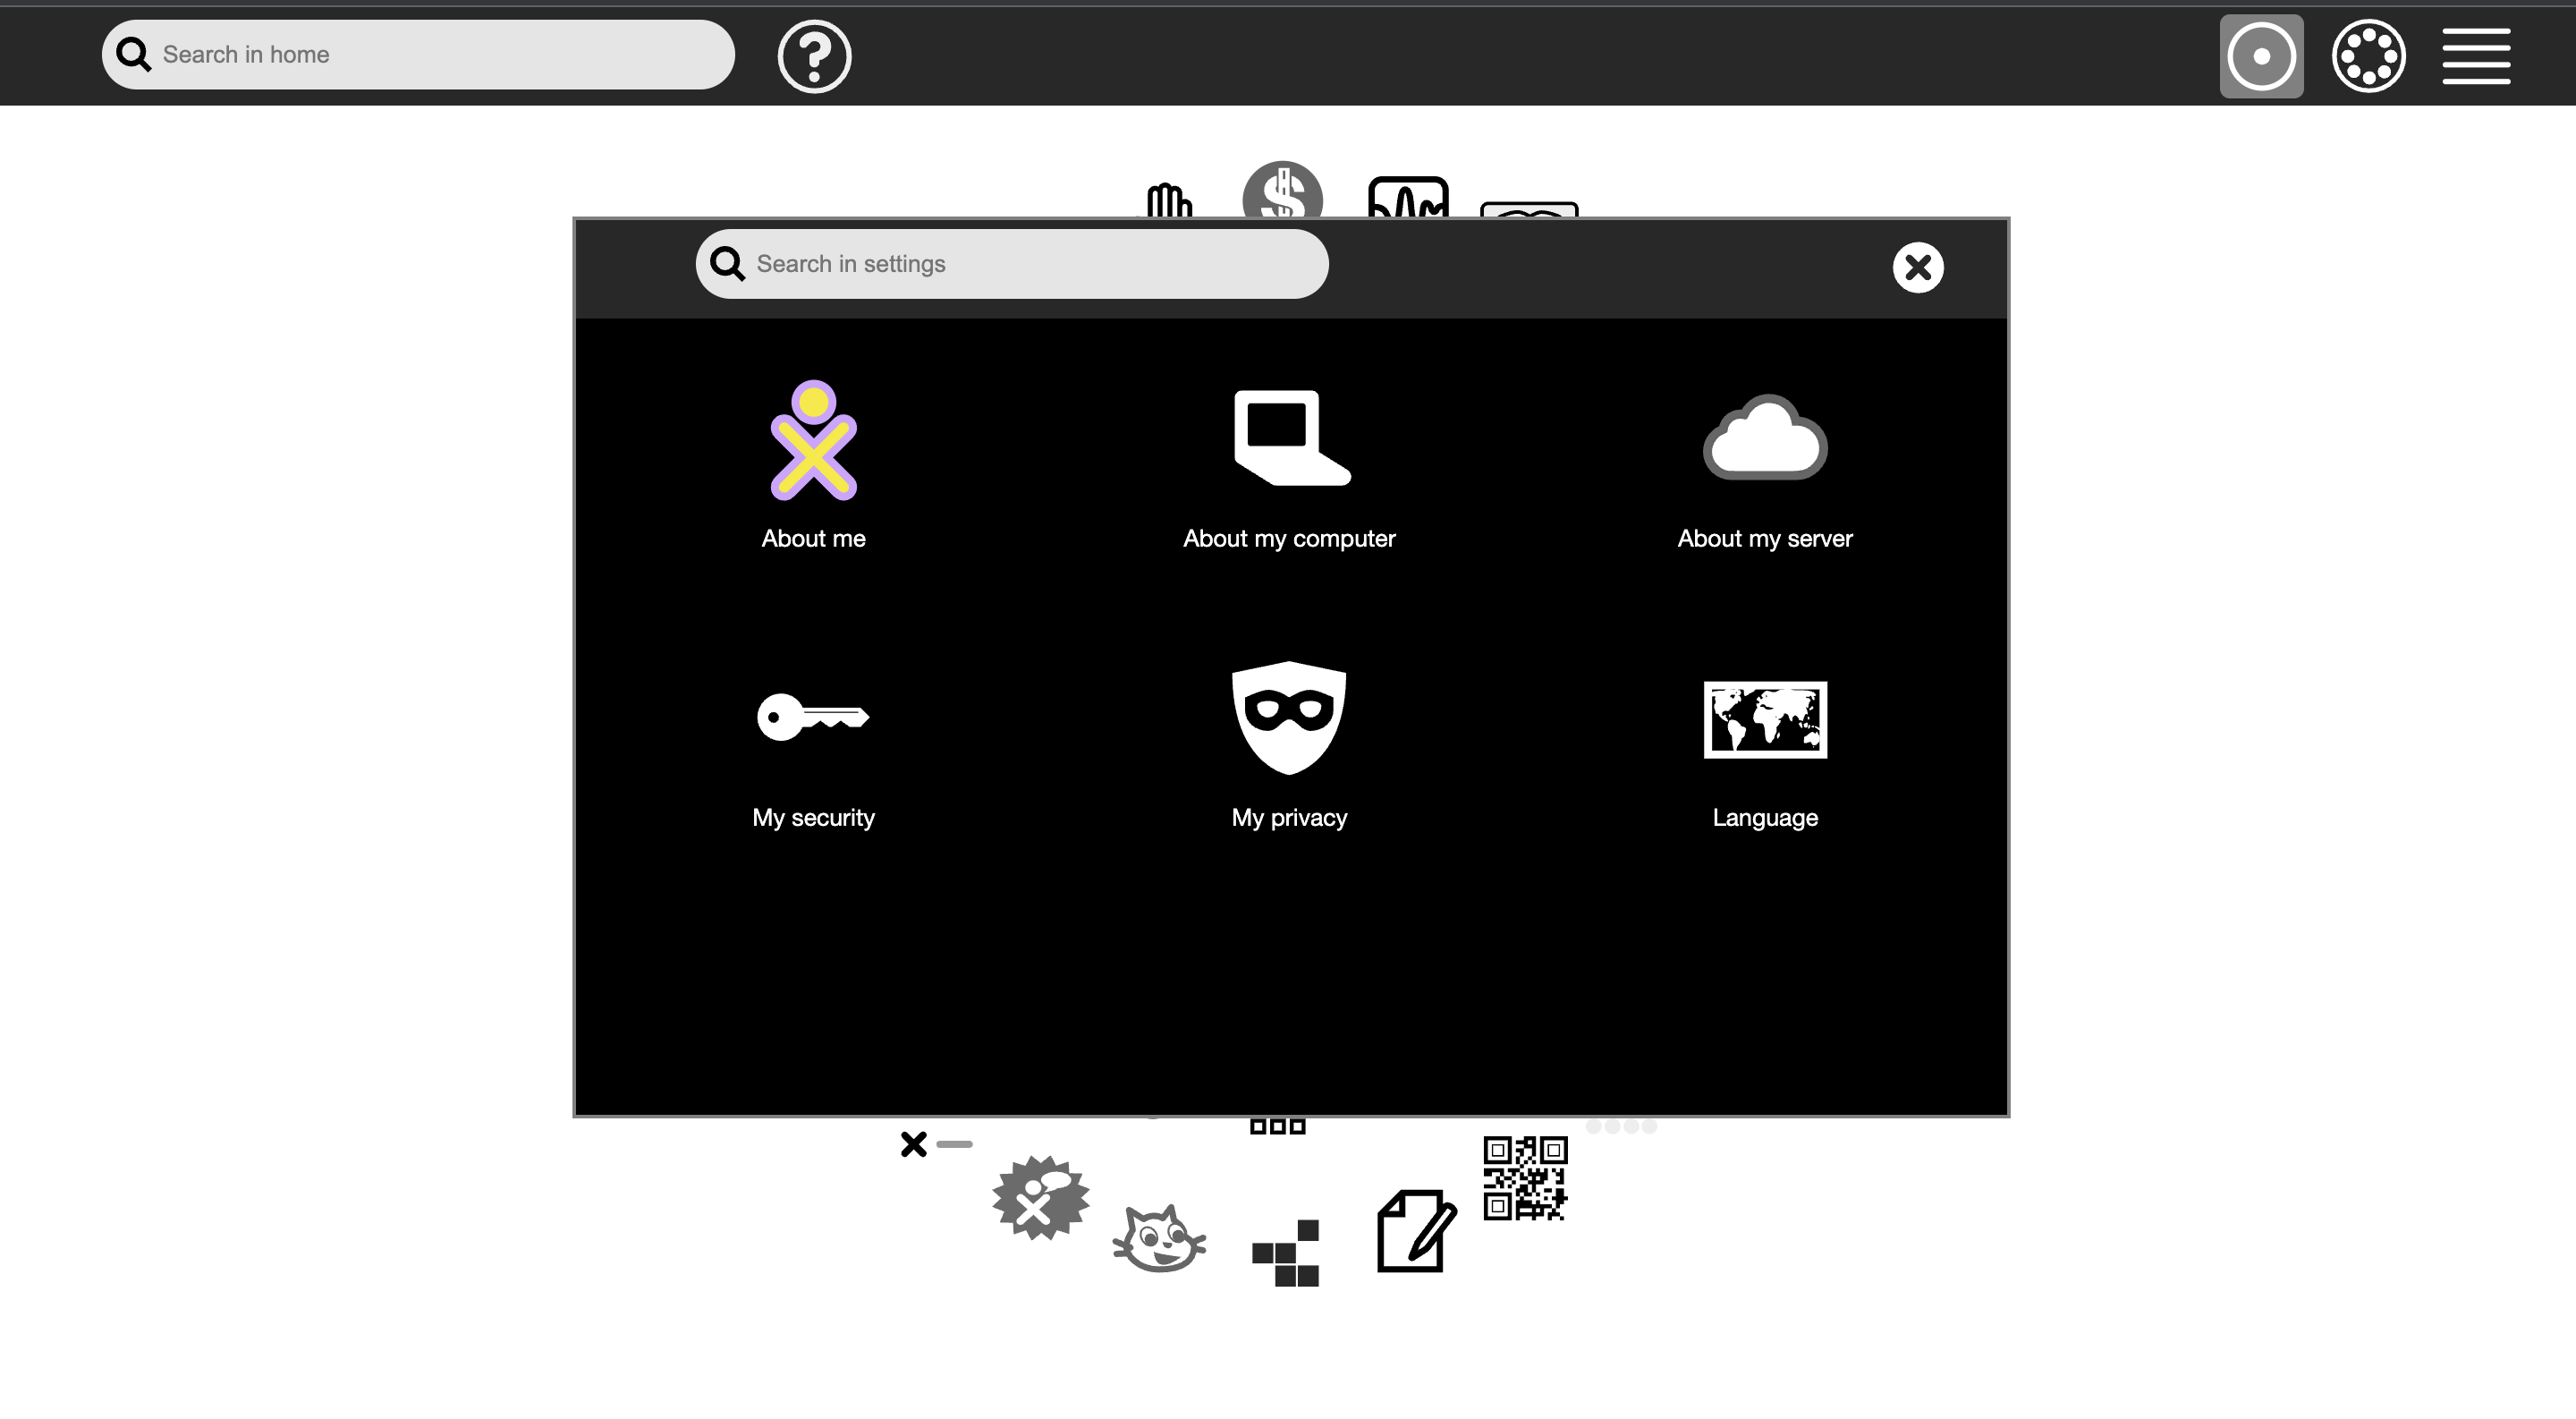 Search in home
Search in settings
About me
About my computer
About my server
My security
My privacy
Language